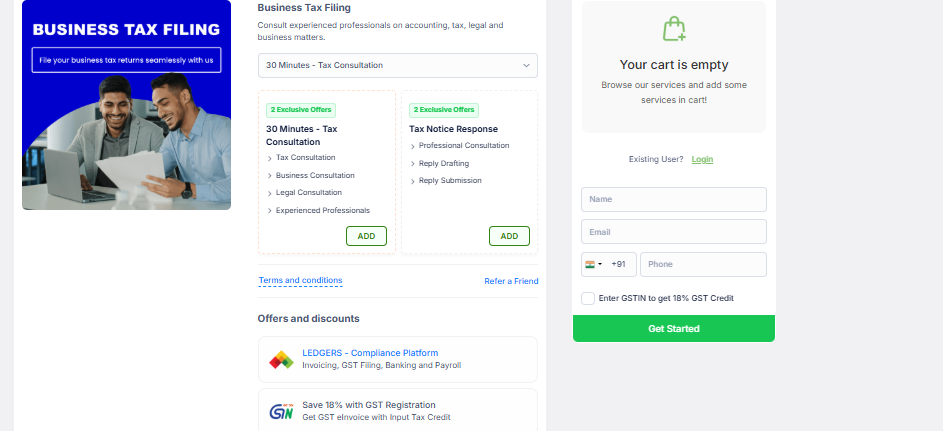 BUSINESS TAX FILING
File your business tax returns seamlessly with us
Business Tax Filing
Consult experienced professionals on accounting, tax, legal and
business matters.
30 Minutes - Tax Consultation
2 Exclusive Offers
30 Minutes - Tax
Consultation
Tax Consultation
Business Consultation
Legal Consultation
Experienced Professionals
ADD
2 Exclusive Offers
Tax Notice Response
Professional Consultation
Reply Drafting
Reply Submission
ADD
Terms and conditions
Refer a Friend
Offers and discounts
LEDGERS - Compliance Platform
Invoicing, GST Filing, Banking and Payroll
Save 18% with GST Registration
Get GST eInvoice with Input Tax Credit
Your cart is empty
Browse our services and add some
services in cart!
Existing User? Login
Name
Email
+91 Phone
Enter GSTIN to get 18% GST Credit
Get Started